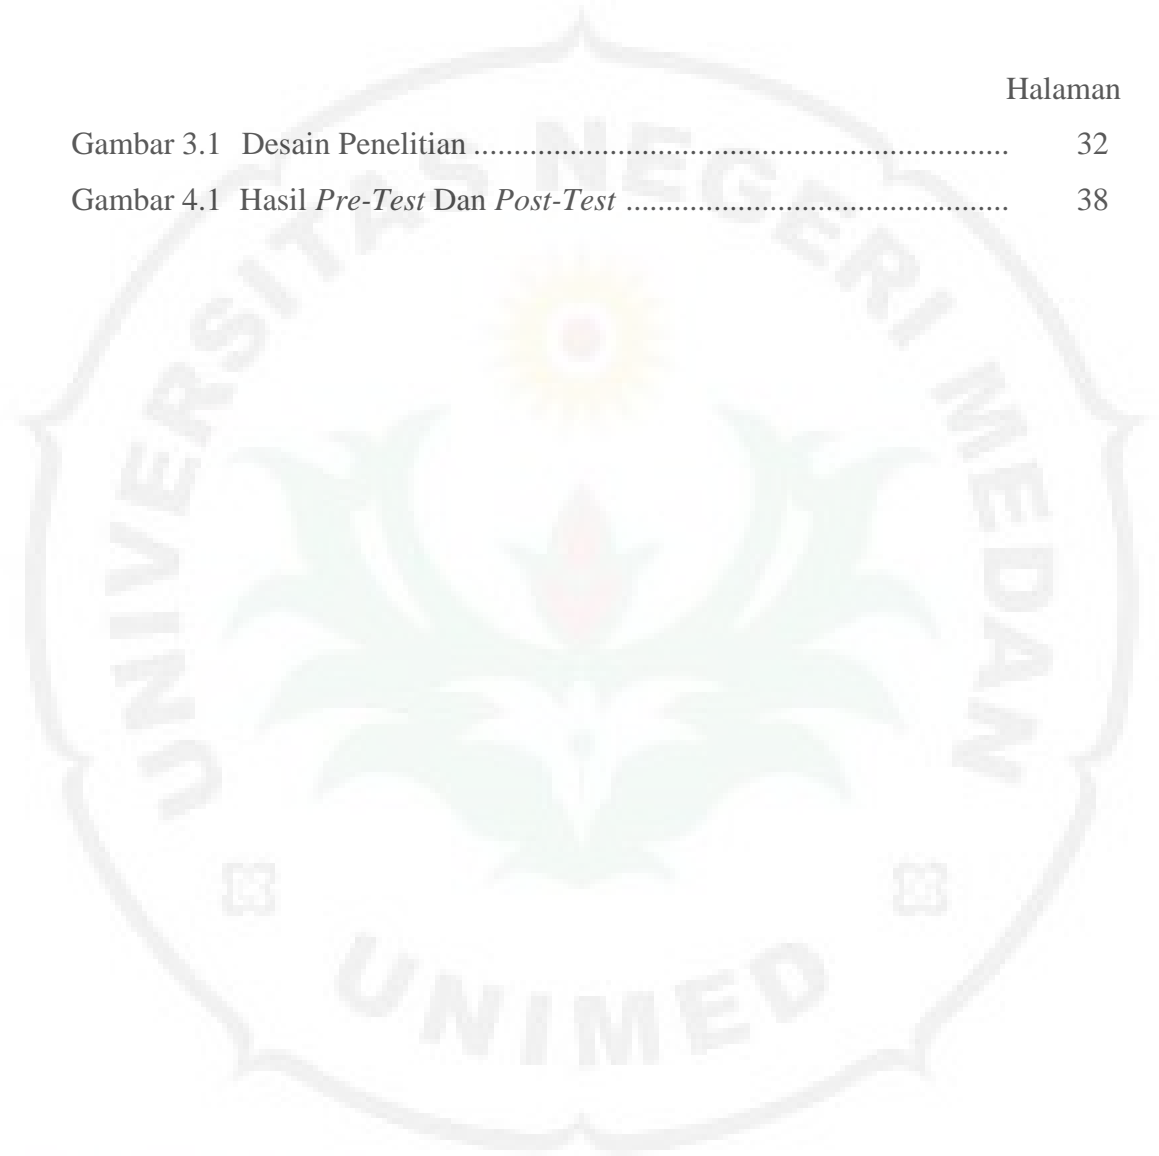 Halaman
Gambar 3.1 Desain Penelitian ................................................................... 32
Gambar 4.1 Hasil Pre-Test Dan Post-Test ................................................ 38
UNIVERSITAS NEGERI MEDAN
UNIMED